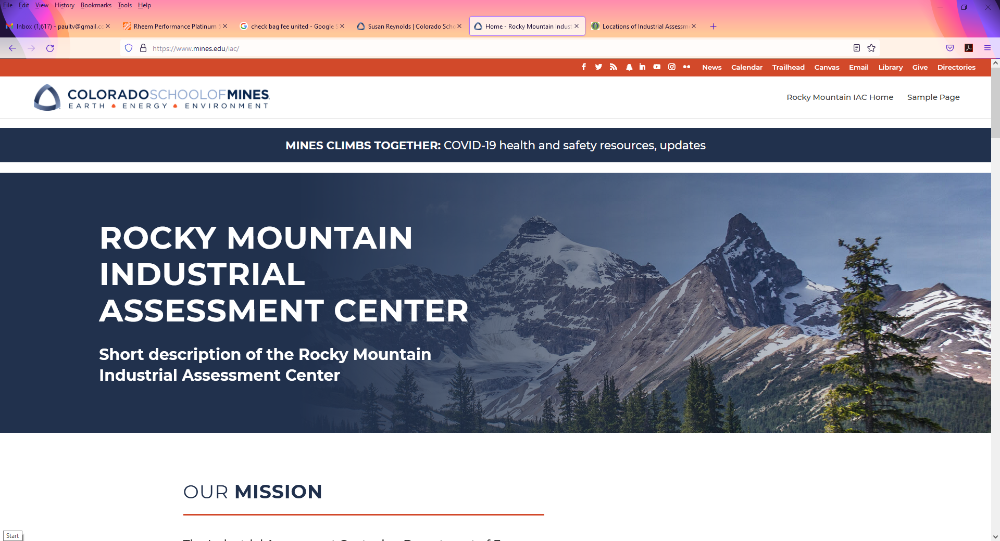 File Edit View History Bookmarks Tools Help
Inbox (1,617) - paultv@gmail.co
Rheem Performance Platinum
check bag fee united - Google S
Susan Reynolds | Colorado Scho
Home - Rocky Mountain Indust
Locations of Industrial Assessm
https://www.mines.edu/iac/
News Calendar Trailhead Canvas Email Library Give Directories
COLORADOSCHOOLOFMINES
EARTH • ENERGY • ENVIRONMENT
Rocky Mountain IAC Home Sample Page
MINES CLIMBS TOGETHER: COVID-19 health and safety resources, updates
ROCKY MOUNTAIN
INDUSTRIAL
ASSESSMENT CENTER
Short description of the Rocky Mountain
Industrial Assessment Center
OUR MISSION
Start